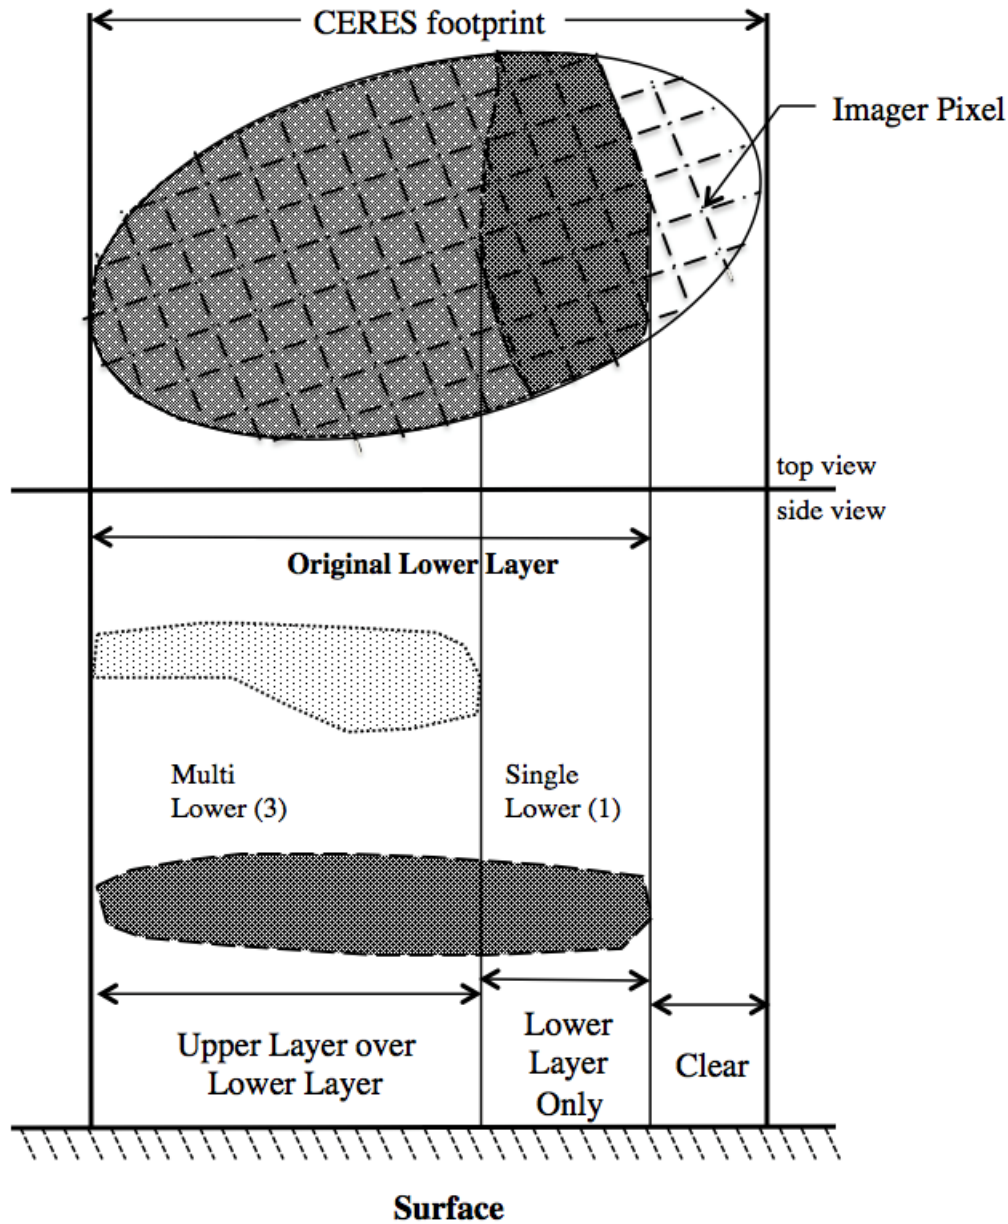 CERES footprint
Imager Pixel
top view
side view
Original Lower Layer
Multi
Lower (3)
Single
Lower (1)
Upper Layer over
Lower Layer
Lower
Layer
Only
Clear
Surface